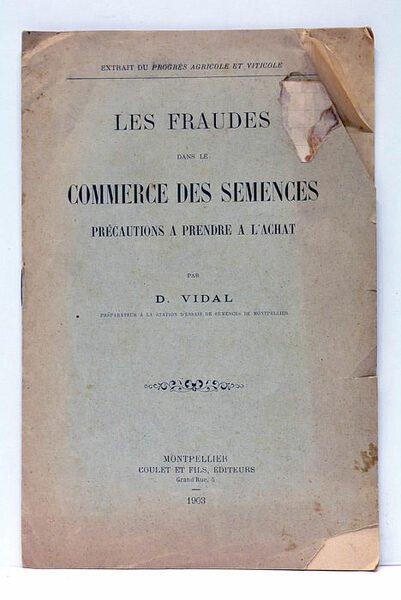 EXTRAIT DU PROGRÈS AGRICOLE ET VITICOLE
LES FRAUDES
DANS LE
COMMERCE DES SEMENCES
PRÉCAUTIONS A PRENDRE A L'ACHAT
PAR
D. VIDAL
PRÉPARATEUR A LA STATION D'ESSAIS DE SEMENCES DE MONTPELLIER
MONTPELLIER
COULET ET FILS, ÉDITEURS
Grand'Rue, 5
1903